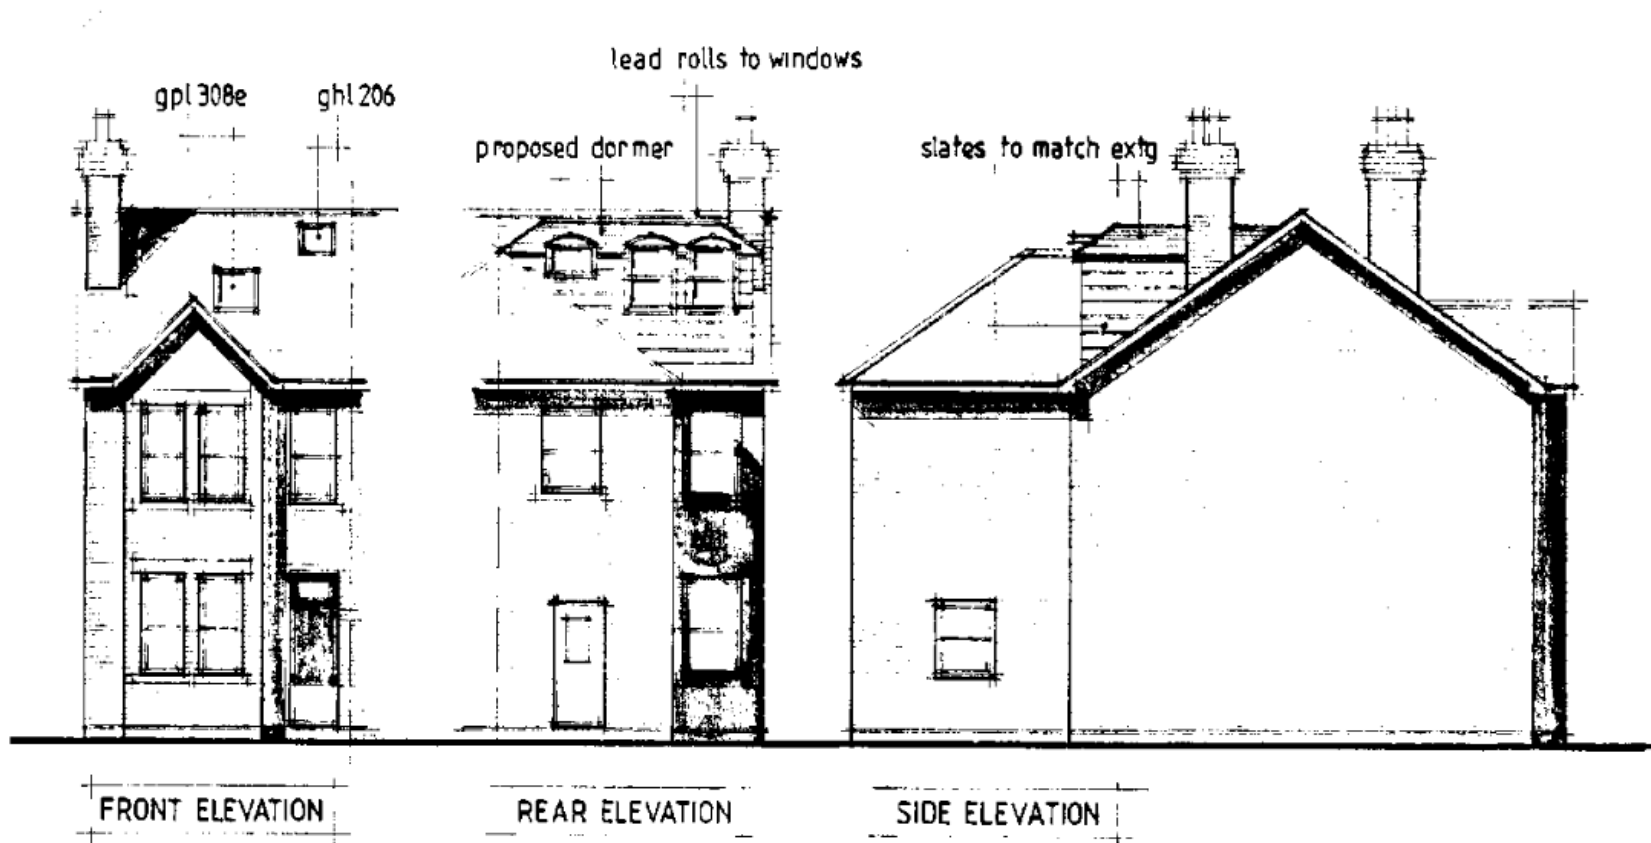 lead rolls to windows
gpl 308e
ghl 206
proposed dormer
slates to match extg
FRONT ELEVATION
REAR ELEVATION
SIDE ELEVATION